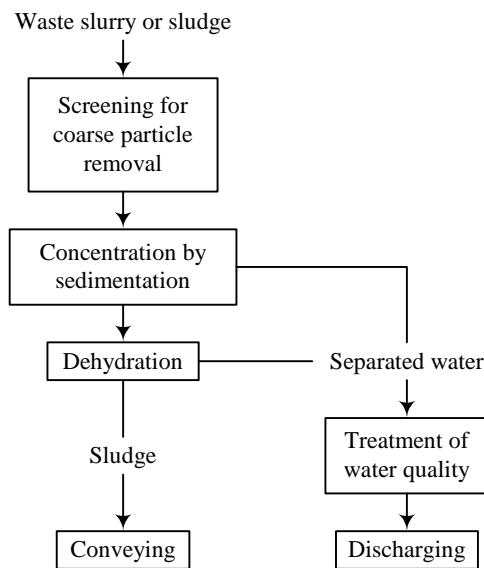 Waste slurry or sludge
Screening for
coarse particle
removal
Concentration by
sedimentation
Dehydration
Separated water
Treatment of
water quality
Sludge
Conveying
Discharging